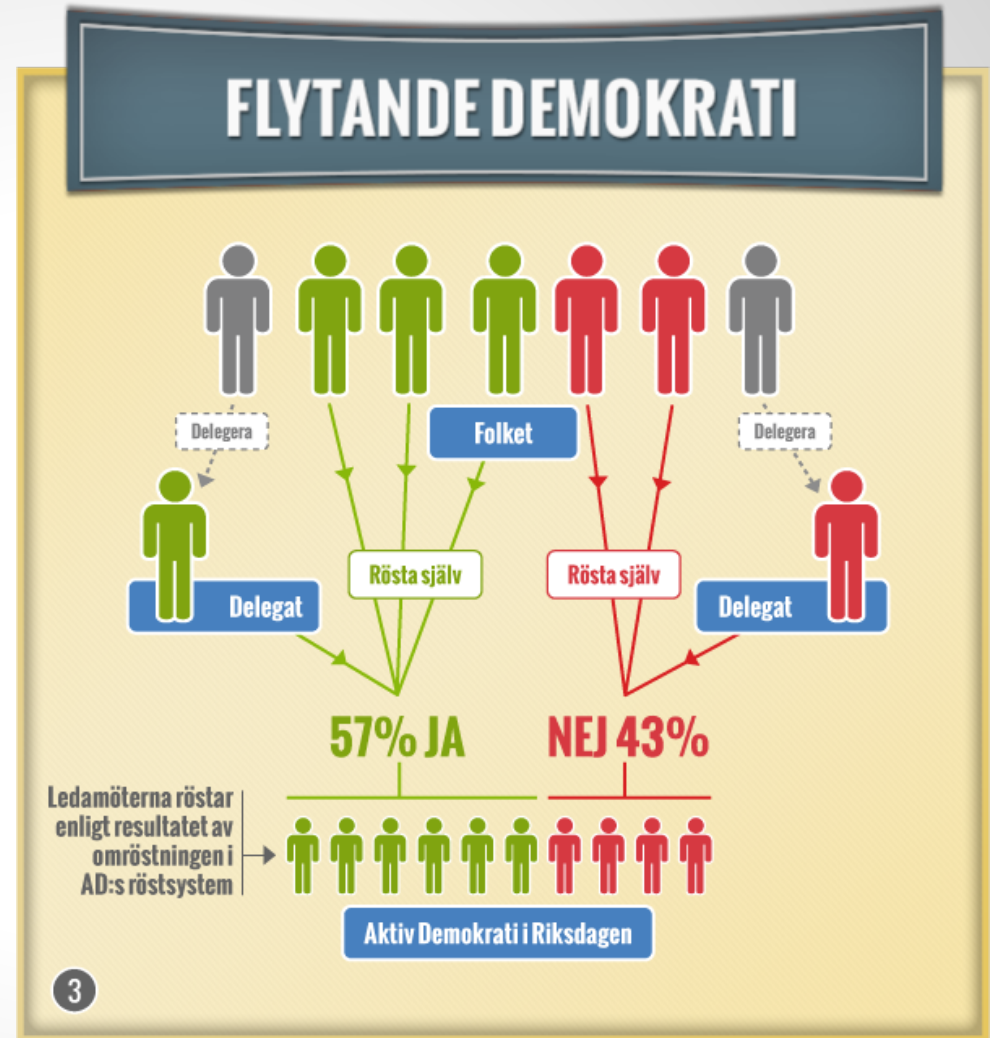 FLYTANDE DEMOKRATI
Delegera
Folket
Delegera
Rösta själv
Rösta själv
Delegat
Delegat
57% JA
NEJ 43%
Ledamöterna röstar
enligt resultatet av
omröstningen i
AD:s röstsystem
Aktiv Demokrati i Riksdagen
3